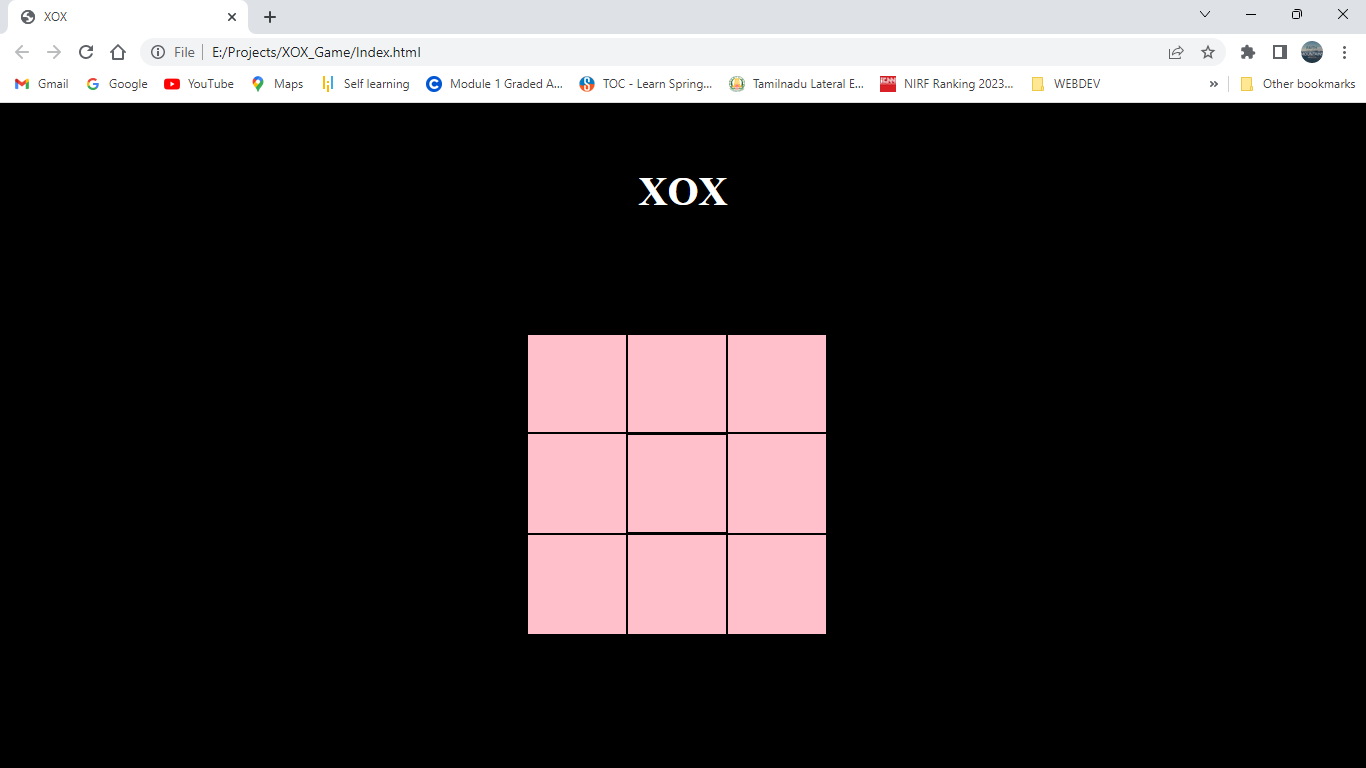 XOX
File E:/Projects/XOX_Game/Index.html
Gmail Google YouTube Maps Self learning Module 1 Graded A... TOC - Learn Spring... Tamilnadu Lateral E... NIRF Ranking 2023... WEBDEV » Other bookmarks
XOX